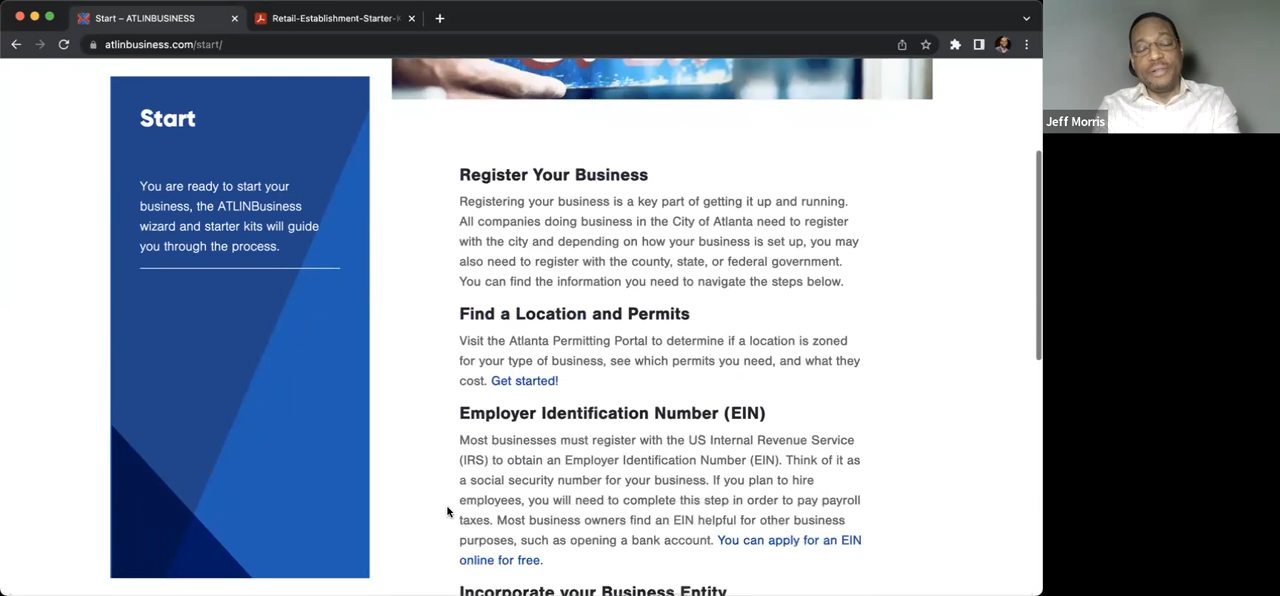 Start – ATLINBUSINESS
Retail-Establishment-Starter-K
atlinbusiness.com/start/
Jeff Morris
Start
You are ready to start your
business, the ATLINBusiness
wizard and starter kits will guide
you through the process.
Register Your Business
Registering your business is a key part of getting it up and running.
All companies doing business in the City of Atlanta need to register
with the city and depending on how your business is set up, you may
also need to register with the county, state, or federal government.
You can find the information you need to navigate the steps below.
Find a Location and Permits
Visit the Atlanta Permitting Portal to determine if a location is zoned
for your type of business, see which permits you need, and what they
cost. Get started!
Employer Identification Number (EIN)
Most businesses must register with the US Internal Revenue Service
(IRS) to obtain an Employer Identification Number (EIN). Think of it as
a social security number for your business. If you plan to hire
employees, you will need to complete this step in order to pay payroll
taxes. Most business owners find an EIN helpful for other business
purposes, such as opening a bank account. You can apply for an EIN
online for free.
Incorporate your Business Entity